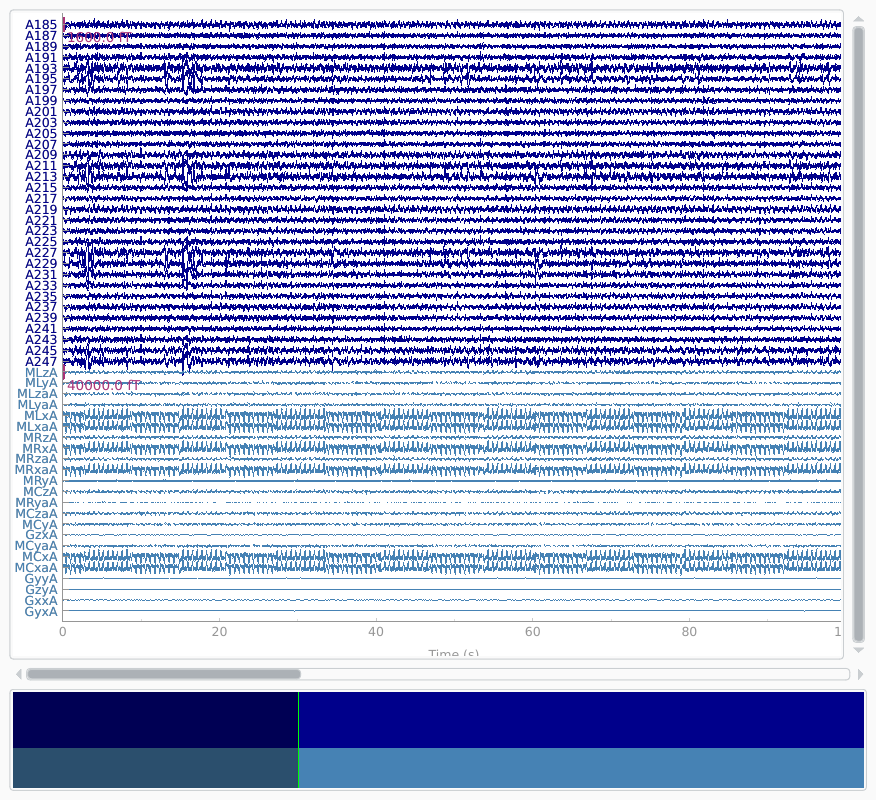 A185
1000.0 fT
A187
A189
A191
A193
A195
A197
A199
A201
A203
A205
A207
A209
A211
A213
A215
A217
A219
A221
A223
A225
A227
A229
A231
A233
A235
A237
A239
A241
A243
A245
A247
MLzA
40000.0 fT
MLyA
MLzaA
MLyaA
MLxA
MLxaA
MRzA
MRxA
MRzaA
MRxaA
MRyA
MCzA
MRyaA
MCzaA
MCyA
GzxA
MCyaA
MCxA
MCxaA
GyyA
GzyA
GxxA
GyxA
0 20 40 60 80 1
Time (s)